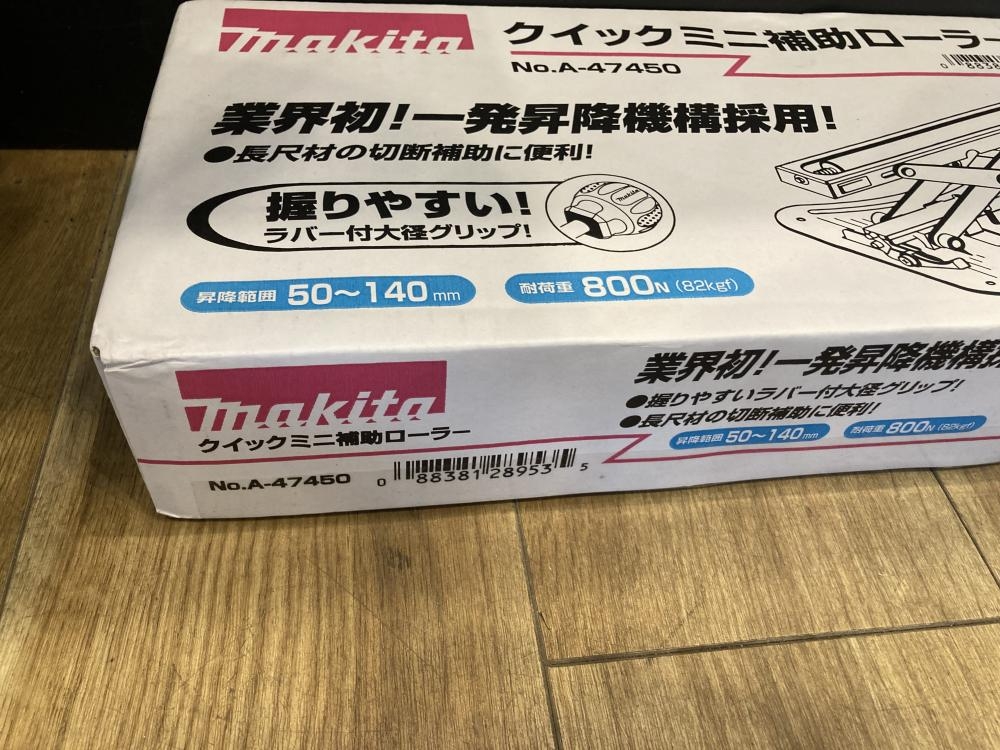 makita
クイックミニ補助ローラー
No.A-47450
業界初!一発昇降機構採用!
●長尺材の切断補助に便利!
握りやすい!
ラバー付大径グリップ!
makita
昇降範囲 50~140mm
耐荷重 800N(82kgf)
makita
クイックミニ補助ローラー
No.A-47450
0 88381 28953 5
業界初!一発昇降機構採
●握りやすいラバー付大径グリップ!
●長尺材の切断補助に便利!
昇降範囲 50~140mm
耐荷重 800N(82kgf)